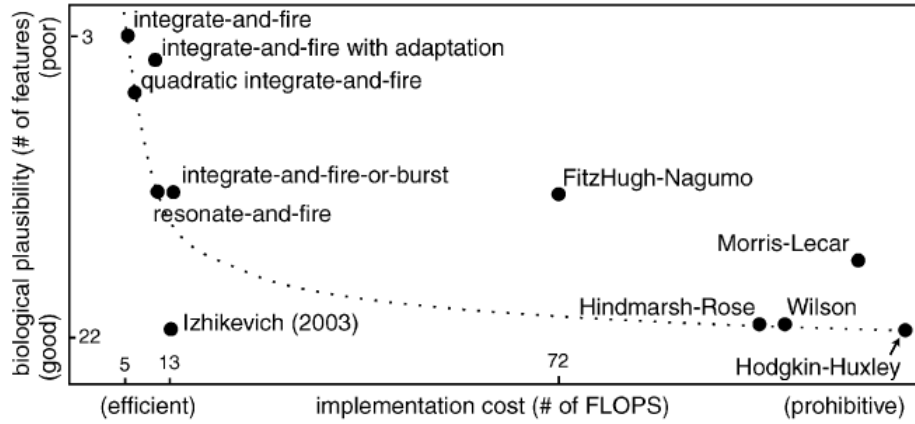 biological plausibility (# of features)
(poor)
(good)
3
22
integrate-and-fire
integrate-and-fire with adaptation
quadratic integrate-and-fire
integrate-and-fire-or-burst
resonate-and-fire
FitzHugh-Nagumo
Morris-Lecar
Hindmarsh-Rose
Wilson
Izhikevich (2003)
Hodgkin-Huxley
5
13
72
(efficient)
implementation cost (# of FLOPS)
(prohibitive)